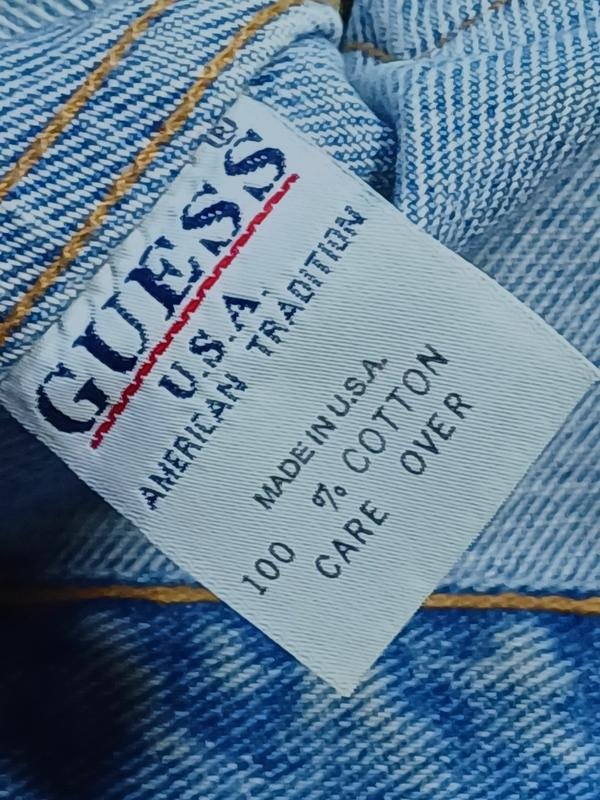 GUESS®
U.S.A.
AMERICAN TRADITION
MADE IN U.S.A.
100 % COTTON
CARE OVER